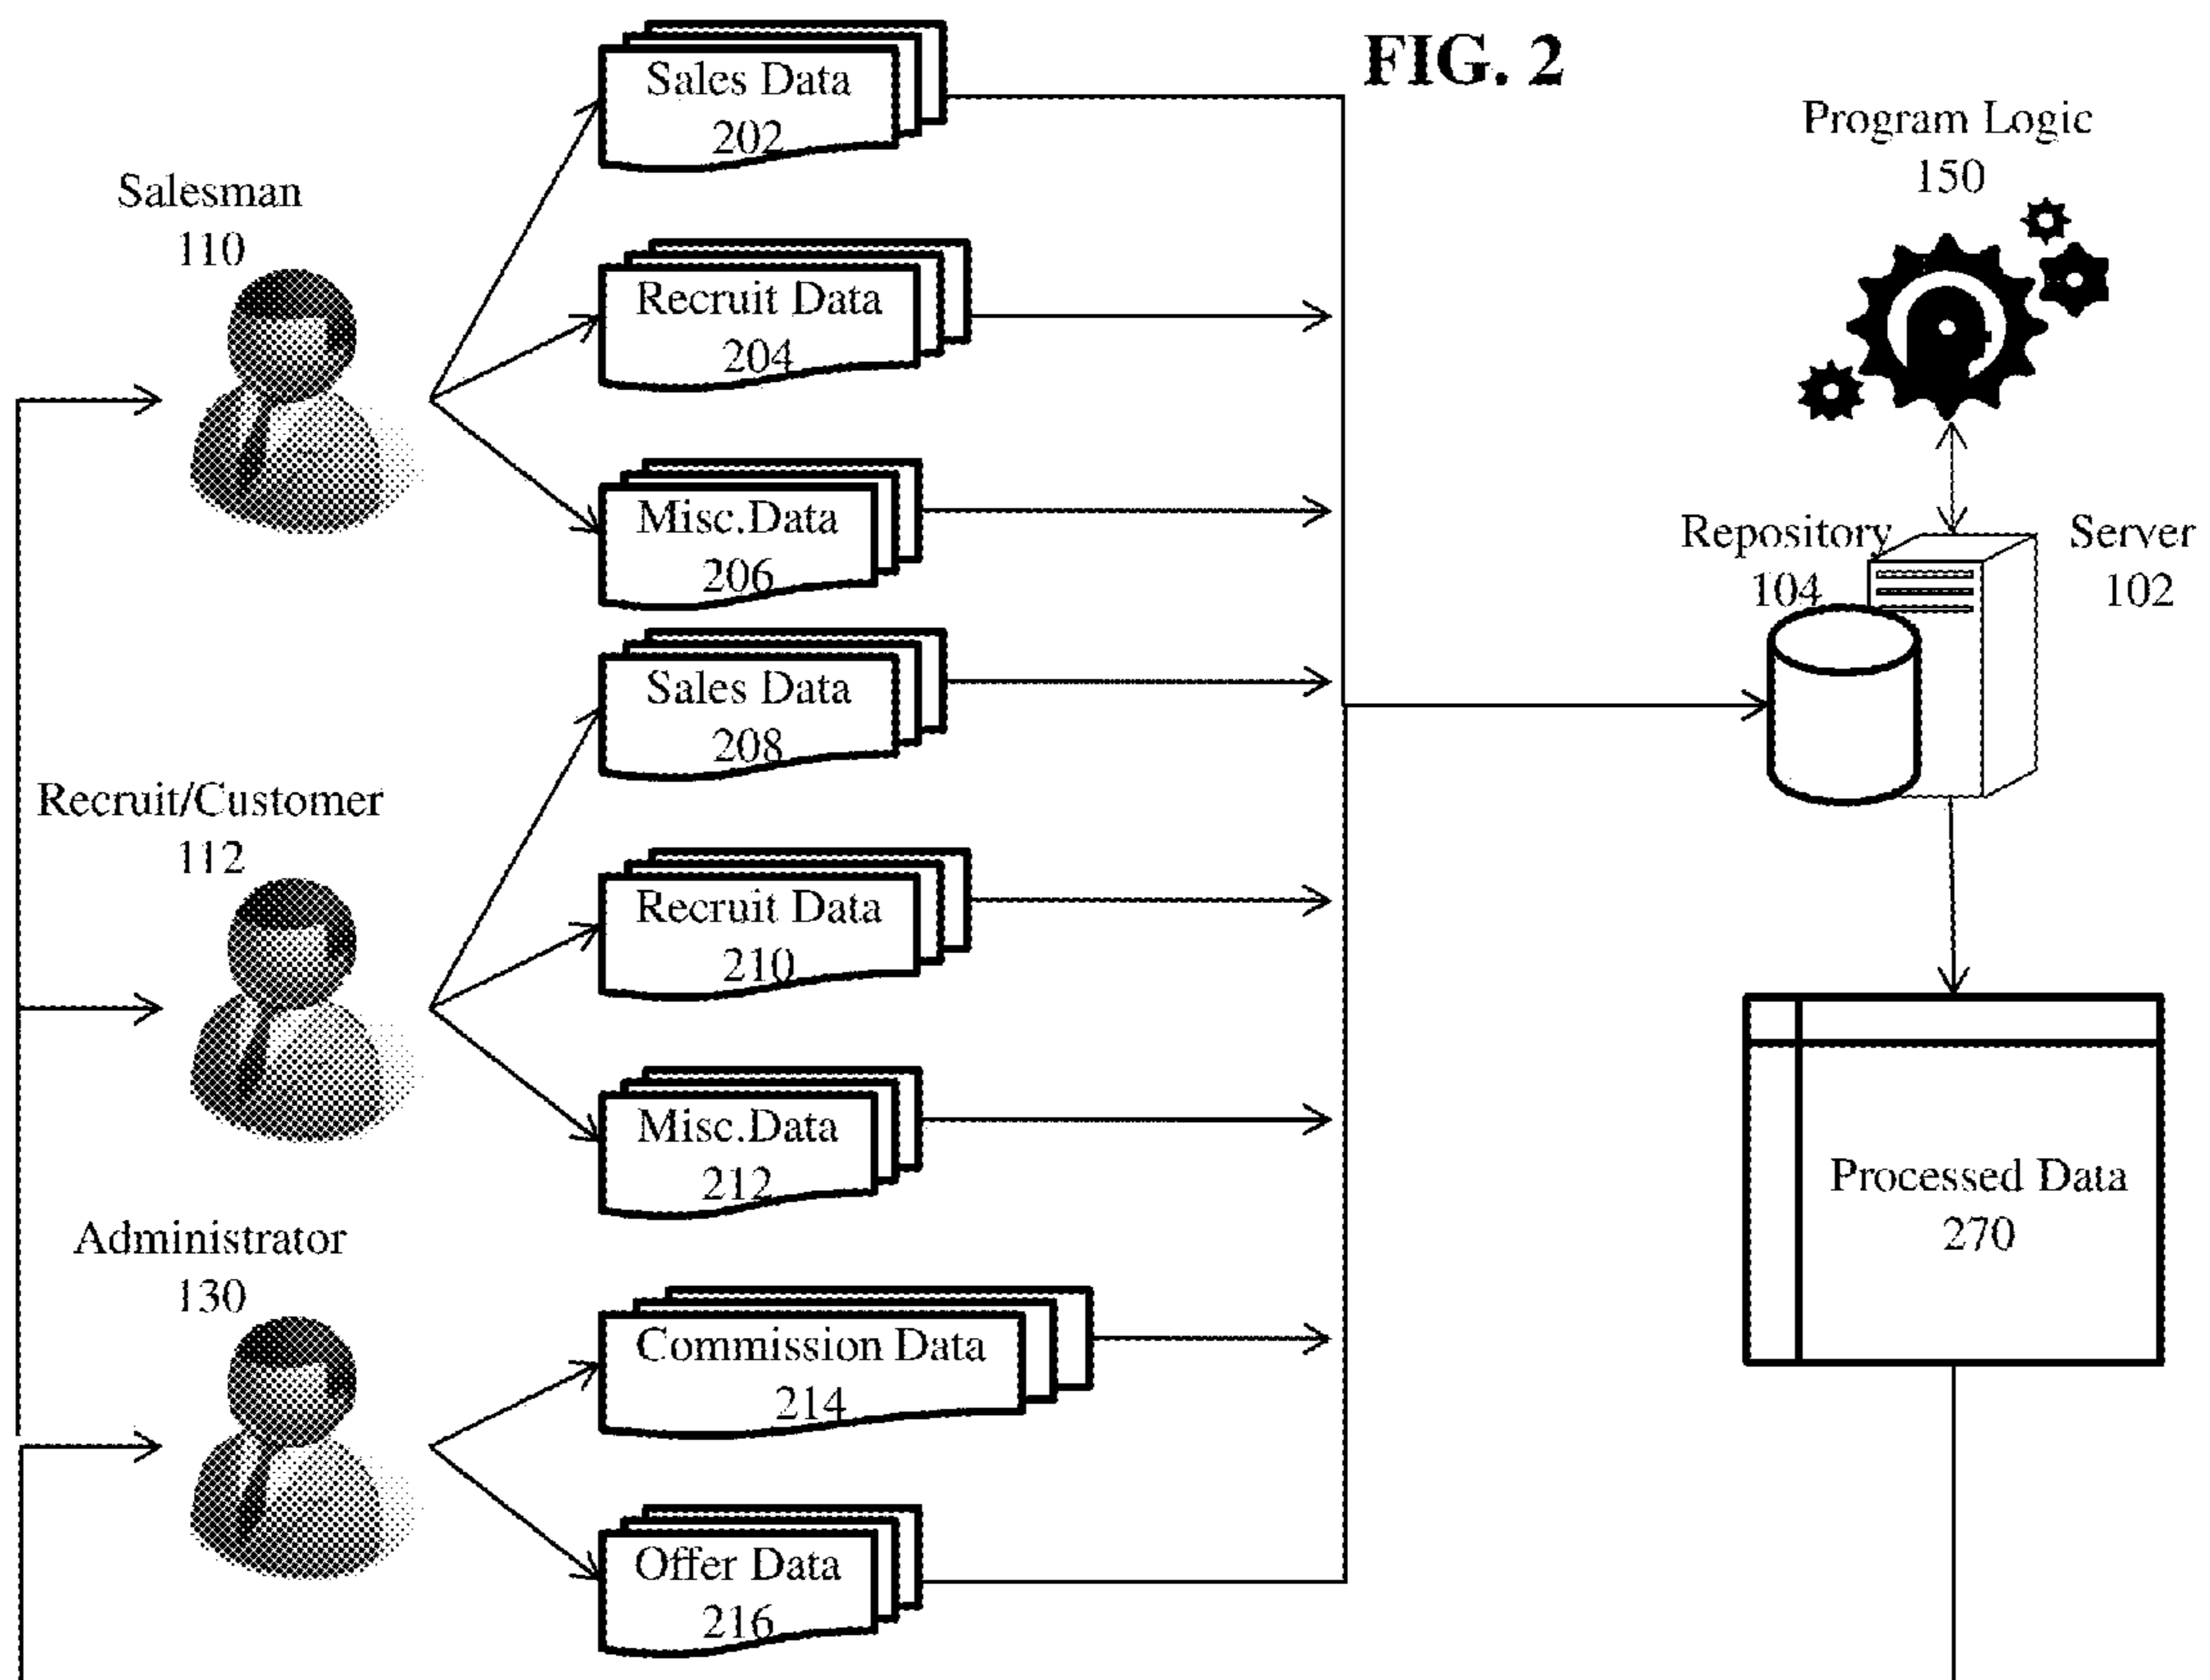 FIG. 2
Sales Data
202
Program Logic
150
Salesman
110
Recruit Data
204
Misc.Data
206
Repository
104
Server
102
Sales Data
208
Recruit/Customer
112
Recruit Data
210
Misc.Data
212
Processed Data
270
Administrator
130
Commission Data
214
Offer Data
216